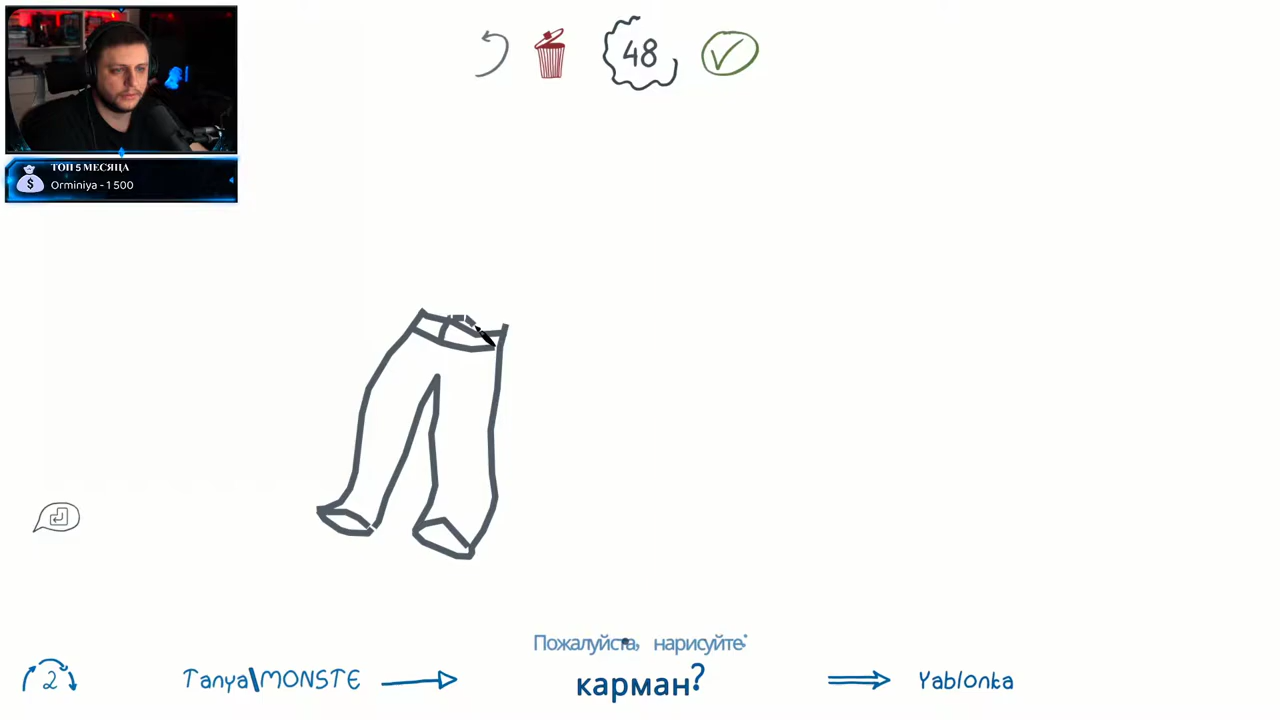 48
ТОП 5 МЕСЯЦА
Orminiya - 1 500
$
Пожалуйста, нарисуйте:
2
Tanya\MONSTE
карман?
Yablonka